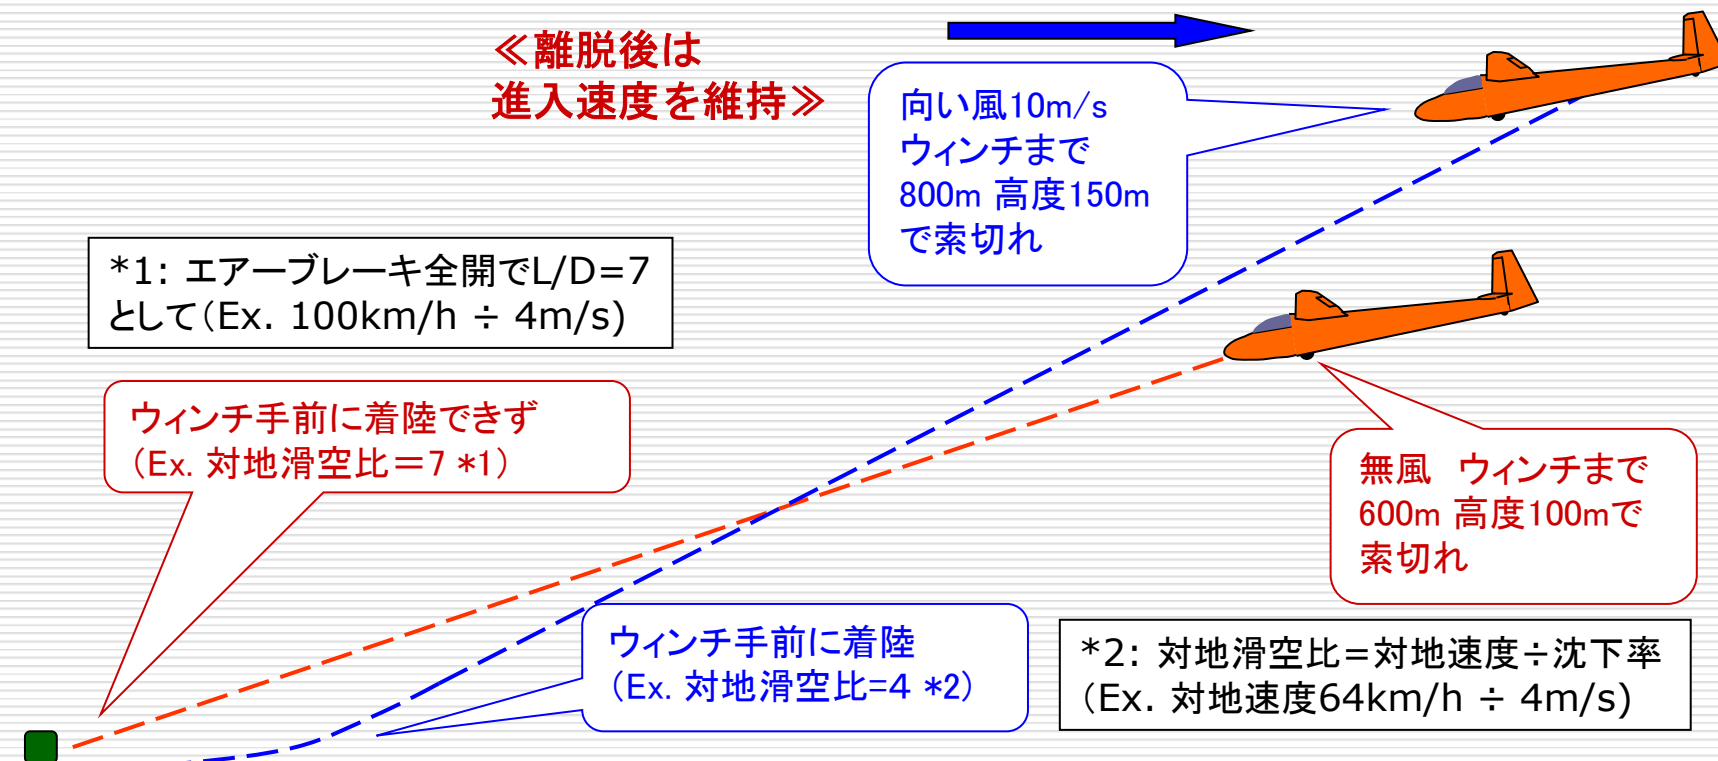 ≪離脱後は
進入速度を維持≫
向い風10m/s
ウィンチまで
800m 高度150m
で索切れ
*1: エアーブレーキ全開でL/D=7
として（Ex. 100km/h ÷ 4m/s)
ウィンチ手前に着陸できず
（Ex. 対地滑空比＝7 *1）
無風　ウィンチまで
600m 高度100mで
索切れ
ウィンチ手前に着陸
（Ex. 対地滑空比=4 *2）
*2: 対地滑空比=対地速度÷沈下率
（Ex. 対地速度64km/h ÷ 4m/s)